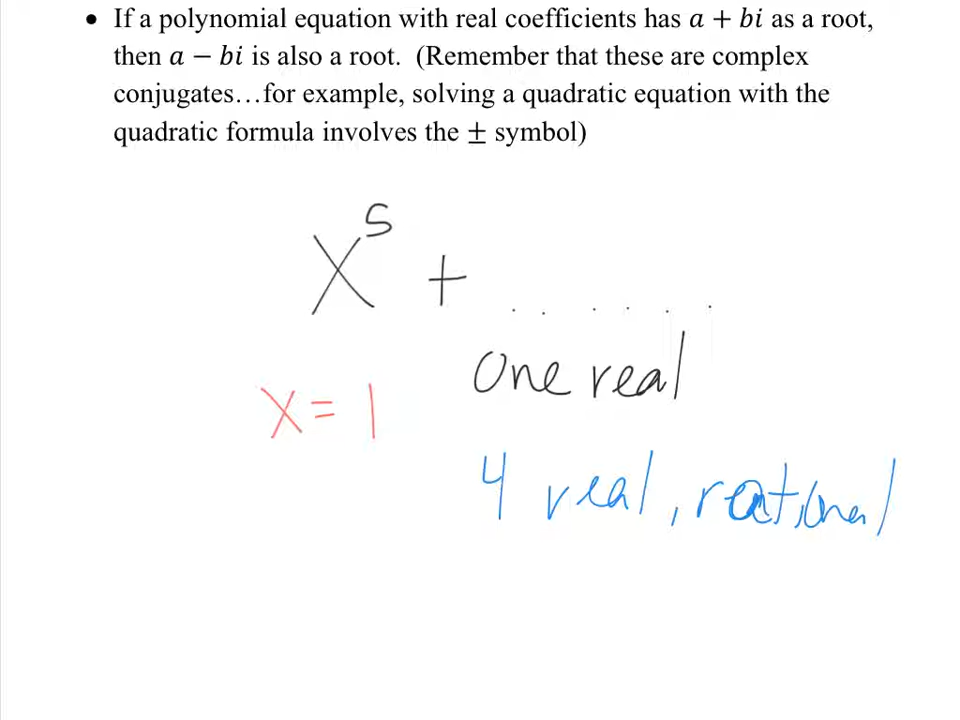 • If a polynomial equation with real coefficients has a + bi as a root,
then a − bi is also a root. (Remember that these are complex
conjugates…for example, solving a quadratic equation with the
quadratic formula involves the ± symbol)
x⁵ + . . . . . . .
One real
x = 1
4 real, rational